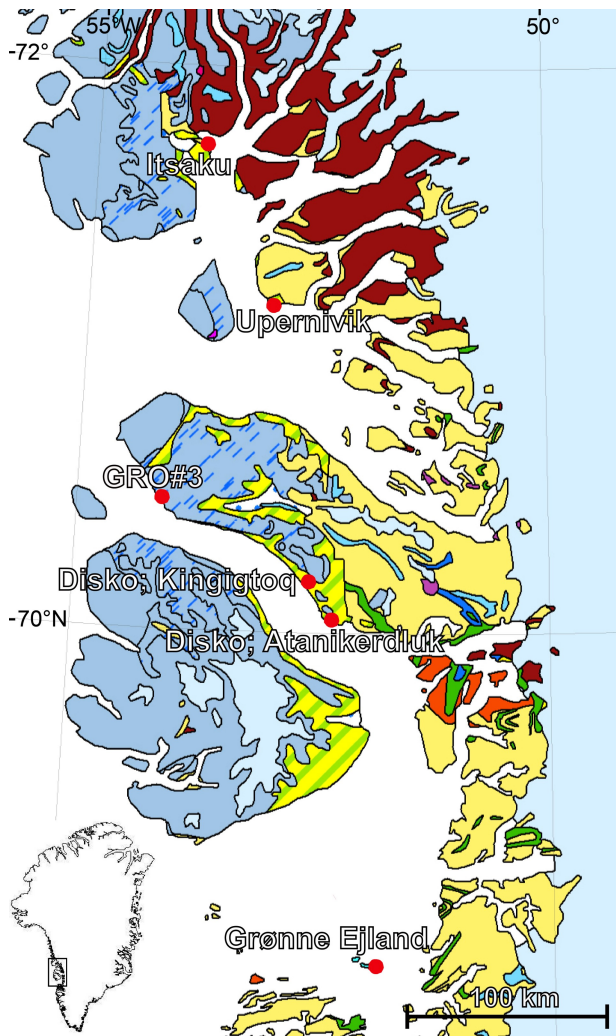 55°W
50°
-72°
Itsaku
Upernivik
GRO#3
Disko; Kingigtoq
-70°N
Disko; Atanikerdluk
Grønne Ejland
100 km